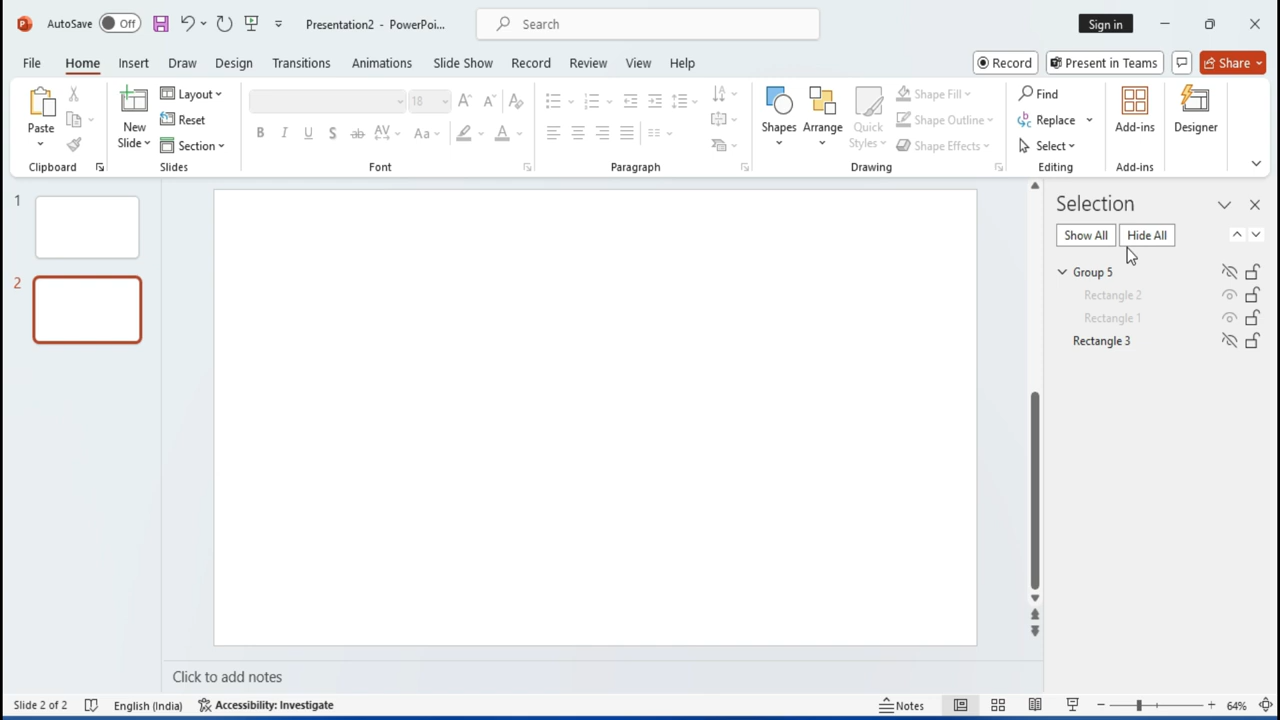 AutoSave Off Presentation2 - PowerPoi... Search Sign in
File Home Insert Draw Design Transitions Animations Slide Show Record Review View Help Record Present in Teams Share
Paste
Clipboard
New
Slide
Layout
Reset
Section
Slides
18
B I U S ab AV Aa A
Font
Paragraph
Shapes
Arrange
Quick
Styles
Shape Fill
Shape Outline
Shape Effects
Drawing
Find
Replace
Select
Editing
Add-ins
Add-ins
Designer
1
2
Selection
Show All Hide All
Group 5
Rectangle 2
Rectangle 1
Rectangle 3
Click to add notes
Slide 2 of 2 English (India) Accessibility: Investigate Notes 64%